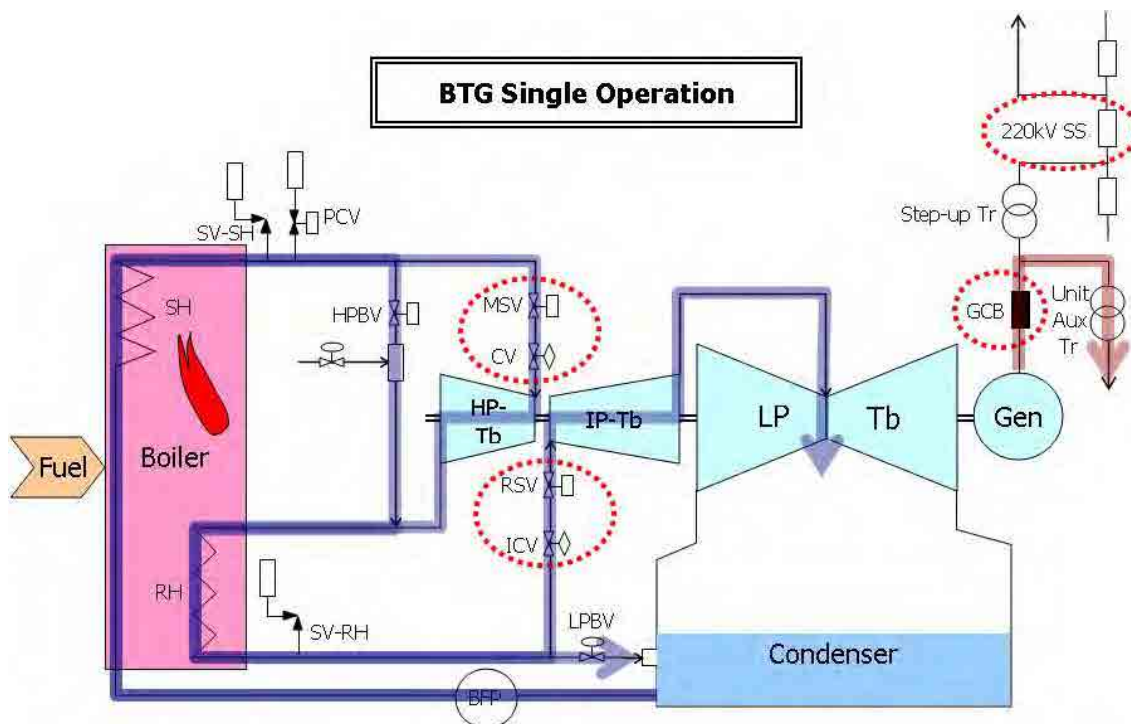 BTG Single Operation
220kV SS
Step-up Tr
PCV
SV-SH
SH
HPBV
MSV
GCB
Unit
Aux
Tr
CV
HP-
Tb
IP-Tb
LP
Tb
Gen
Fuel
Boiler
RSV
ICV
RH
SV-RH
LPBV
Condenser
BFP